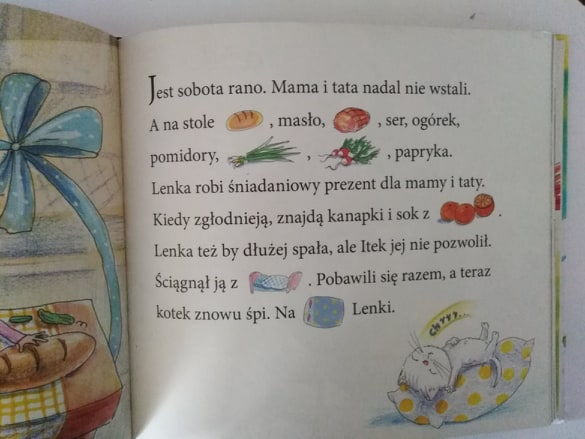 Jest sobota rano. Mama i tata nadal nie wstali.
A na stole , masło, , ser, ogórek,
pomidory, , , papryka.
Lenka robi śniadaniowy prezent dla mamy i taty.
Kiedy zgłodnieją, znajdą kanapki i sok z .
Lenka też by dłużej spała, ale Itek jej nie pozwolił.
Ściągnął ją z . Pobawili się razem, a teraz
kotek znowu śpi. Na Lenki.
chrrr...